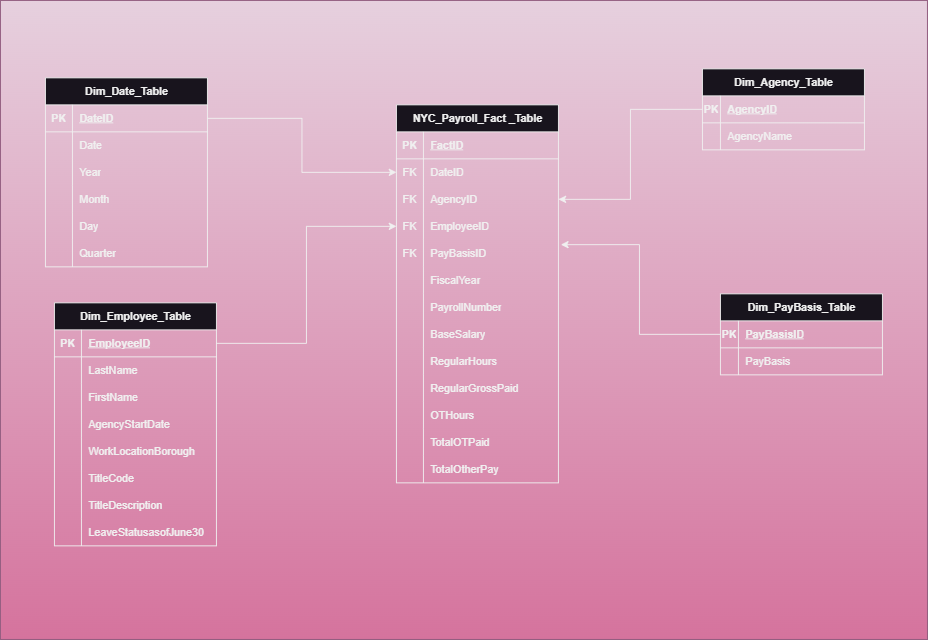 Dim_Date_Table
PK DateID
Date
Year
Month
Day
Quarter
Dim_Employee_Table
PK EmployeeID
LastName
FirstName
AgencyStartDate
WorkLocationBorough
TitleCode
TitleDescription
LeaveStatusasofJune30
NYC_Payroll_Fact _Table
PK FactID
FK DateID
FK AgencyID
FK EmployeeID
FK PayBasisID
FiscalYear
PayrollNumber
BaseSalary
RegularHours
RegularGrossPaid
OTHours
TotalOTPaid
TotalOtherPay
Dim_Agency_Table
PK AgencyID
AgencyName
Dim_PayBasis_Table
PK PayBasisID
PayBasis